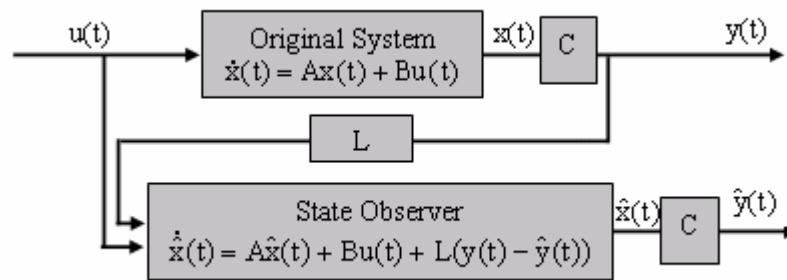 u(t)
Original System
ẋ(t) = Ax(t) + Bu(t)
x(t)
C
y(t)
L
State Observer
x̂̇(t) = Ax̂(t) + Bu(t) + L(y(t) − ŷ(t))
x̂(t)
C
ŷ(t)